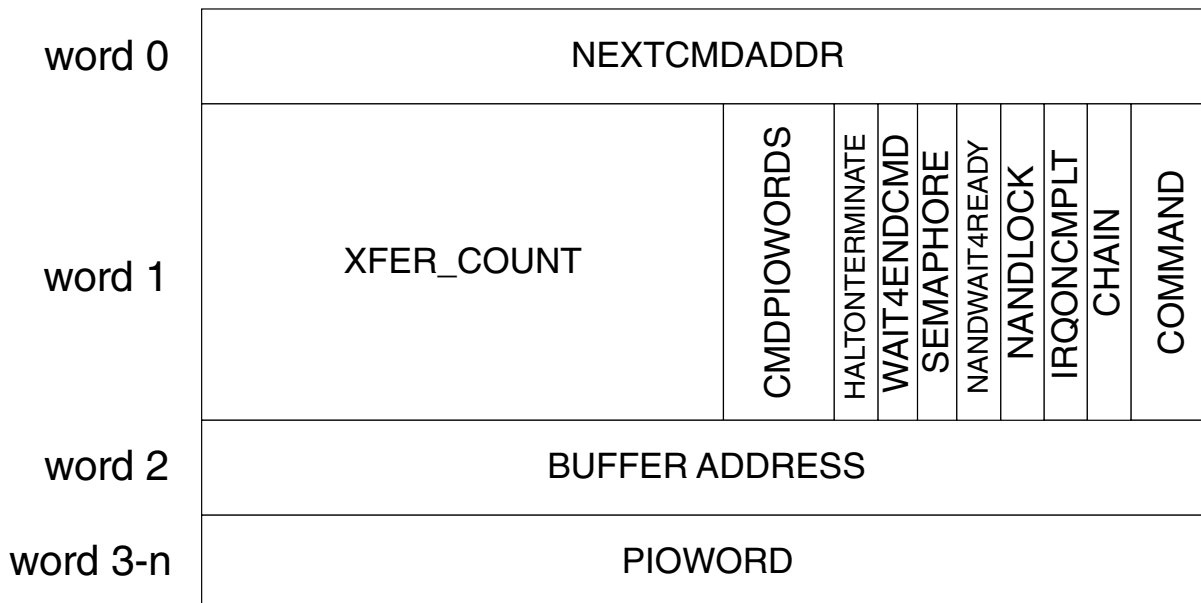 word 0
NEXTCMDADDR
word 1
XFER_COUNT
CMDPIOWORDS
HALTONTERMINATE
WAIT4ENDCMD
SEMAPHORE
NANDWAIT4READY
NANDLOCK
IRQONCMPLT
CHAIN
COMMAND
word 2
BUFFER ADDRESS
word 3-n
PIOWORD